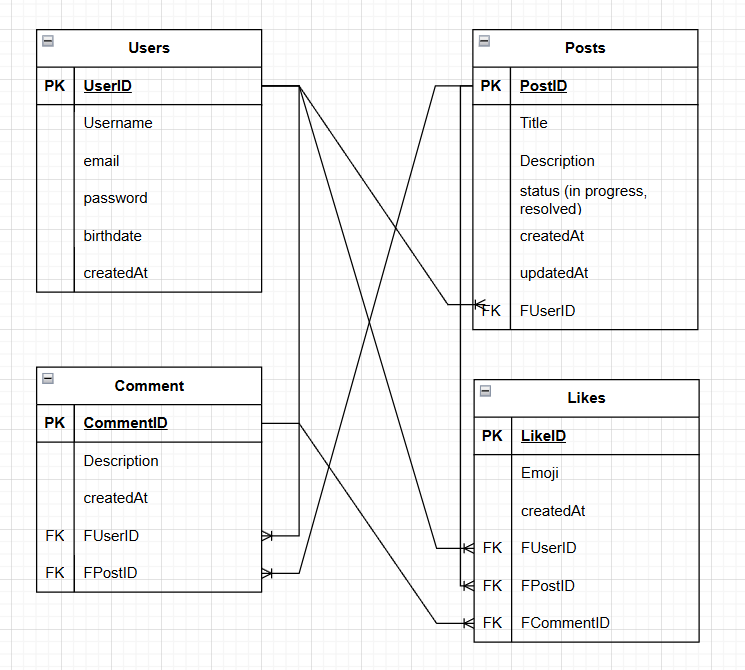 Users
PK UserID
Username
email
password
birthdate
createdAt
Posts
PK PostID
Title
Description
status (in progress,
resolved)
createdAt
updatedAt
FK FUserID
Comment
PK CommentID
Description
createdAt
FK FUserID
FK FPostID
Likes
PK LikeID
Emoji
createdAt
FK FUserID
FK FPostID
FK FCommentID